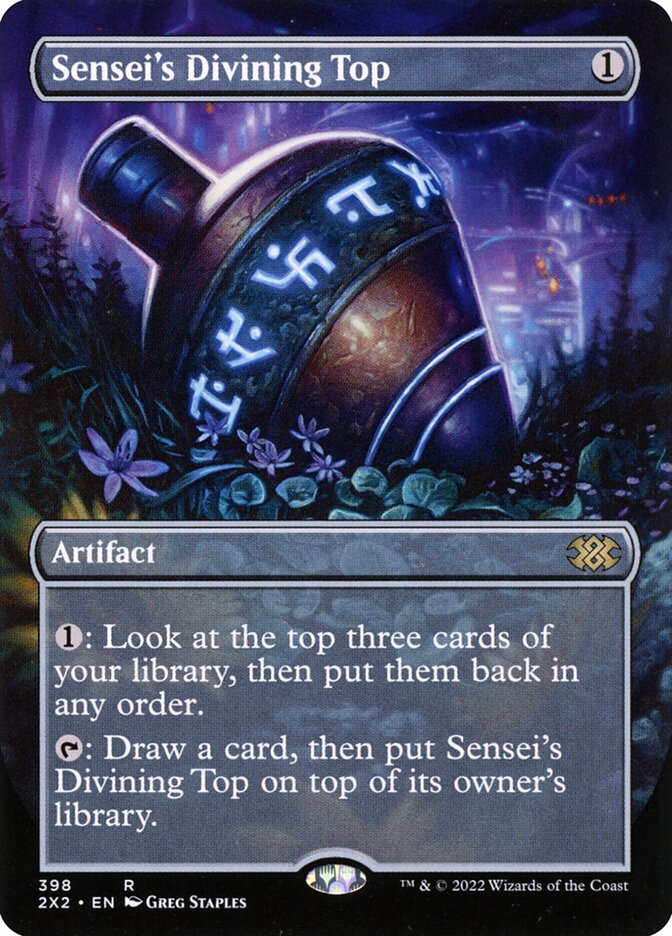 Sensei's Divining Top 1
Artifact
1: Look at the top three cards of
your library, then put them back in
any order.
: Draw a card, then put Sensei's
Divining Top on top of its owner's
library.
398 R
2X2 • EN Greg Staples
™ & © 2022 Wizards of the Coast